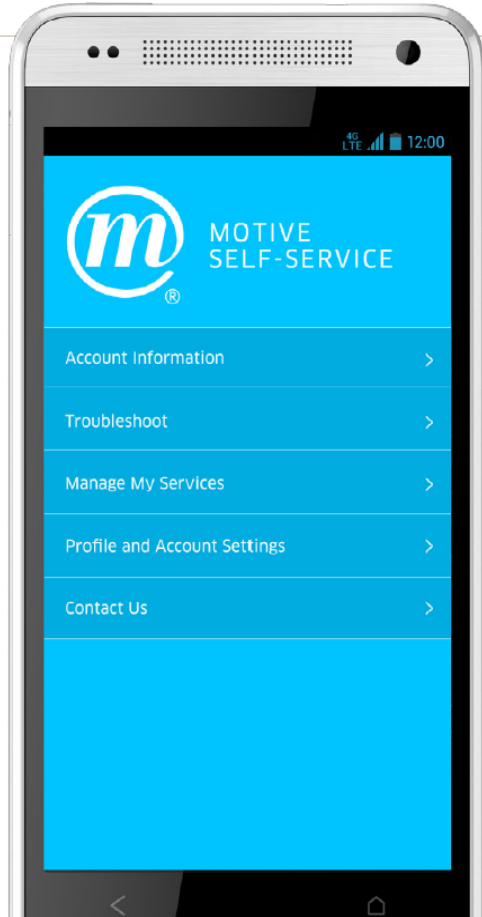 4G
LTE 12:00
m
®
MOTIVE
SELF-SERVICE
Account Information
Troubleshoot
Manage My Services
Profile and Account Settings
Contact Us